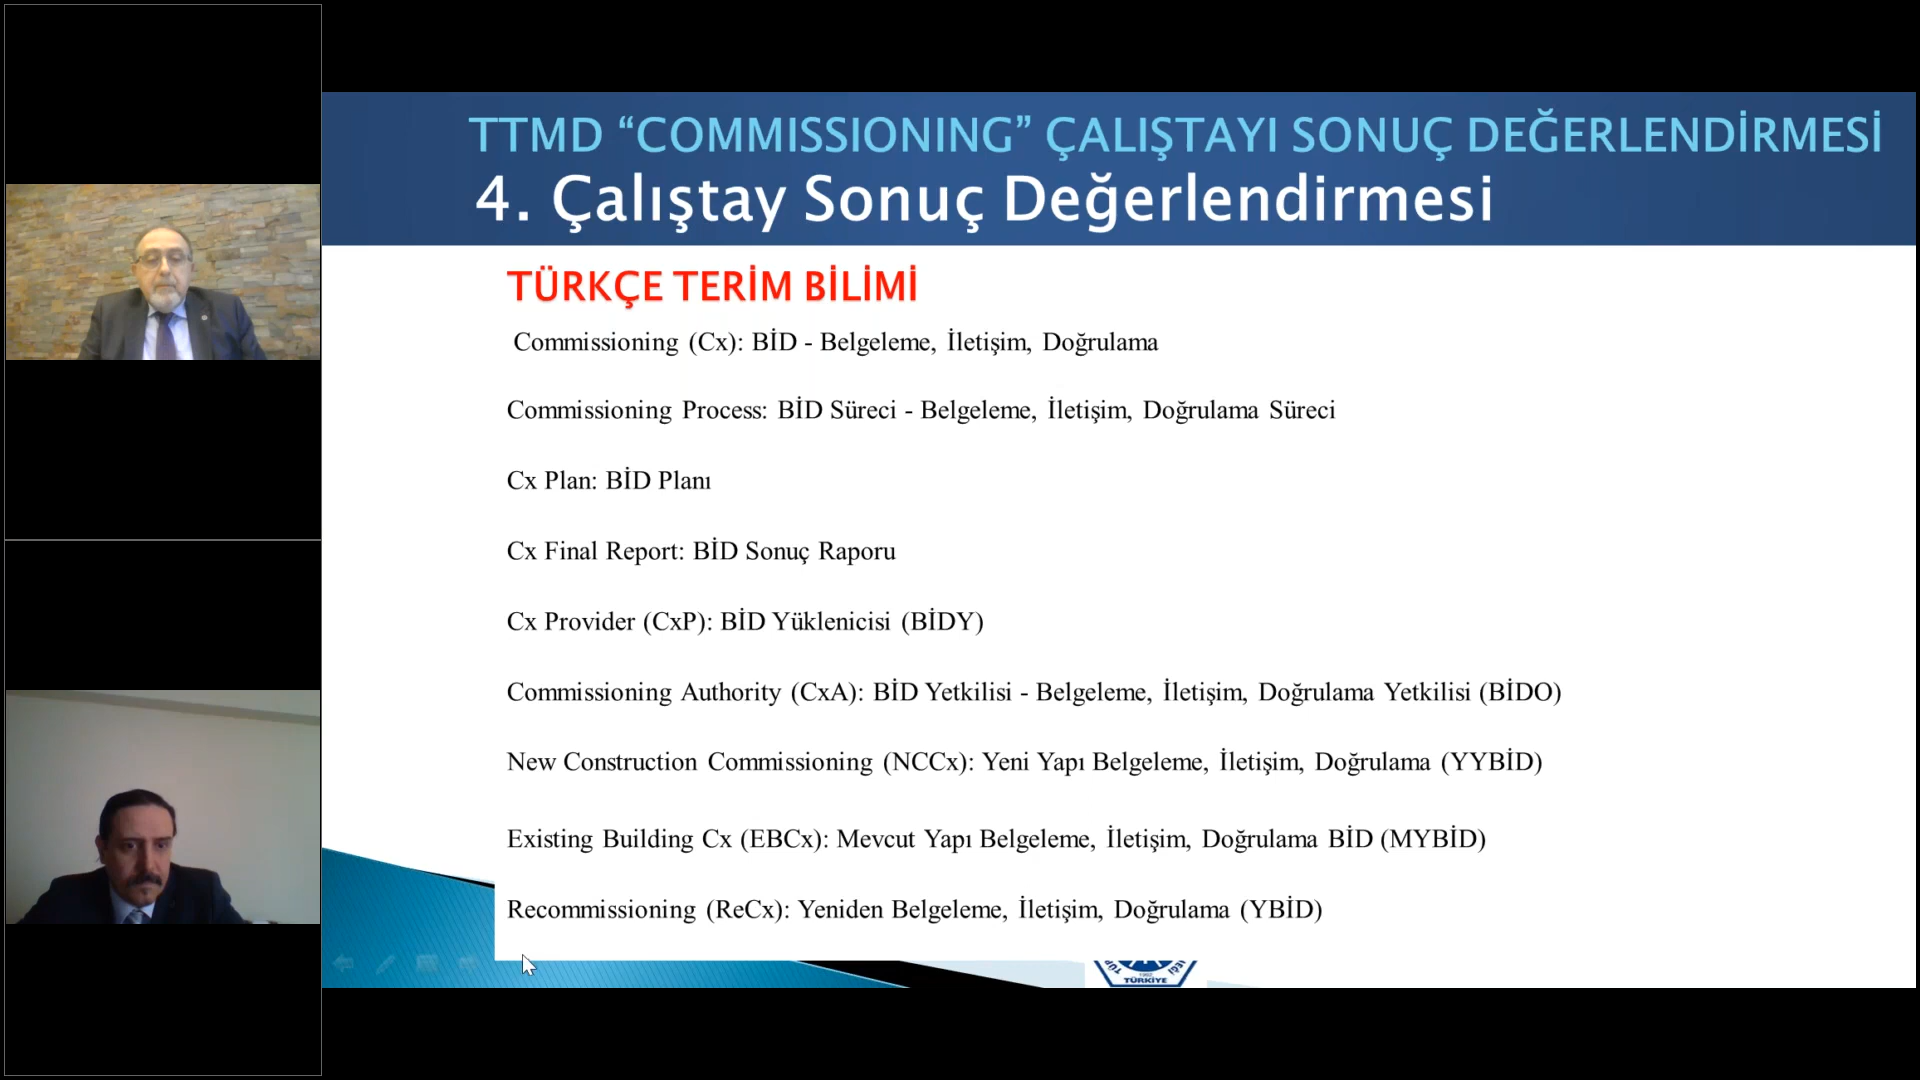 TTMD “COMMISSIONING” ÇALIŞTAYI SONUÇ DEĞERLENDİRMESİ
4. Çalıştay Sonuç Değerlendirmesi
TÜRKÇE TERİM BİLİMİ
Commissioning (Cx): BİD - Belgeleme, İletişim, Doğrulama
Commissioning Process: BİD Süreci - Belgeleme, İletişim, Doğrulama Süreci
Cx Plan: BİD Planı
Cx Final Report: BİD Sonuç Raporu
Cx Provider (CxP): BİD Yüklenicisi (BİDY)
Commissioning Authority (CxA): BİD Yetkilisi - Belgeleme, İletişim, Doğrulama Yetkilisi (BİDO)
New Construction Commissioning (NCCx): Yeni Yapı Belgeleme, İletişim, Doğrulama (YYBİD)
Existing Building Cx (EBCx): Mevcut Yapı Belgeleme, İletişim, Doğrulama BİD (MYBİD)
Recommissioning (ReCx): Yeniden Belgeleme, İletişim, Doğrulama (YBİD)
TÜRKİYE